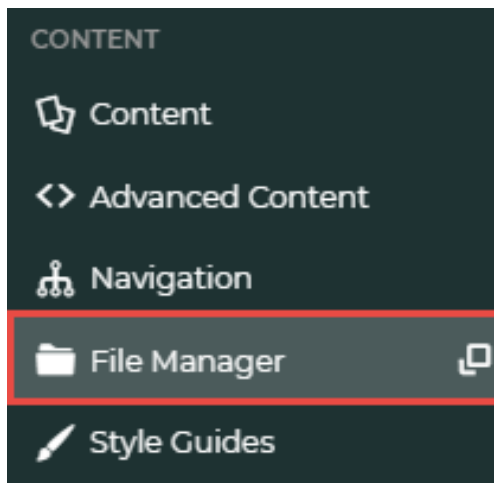 CONTENT
Content
Advanced Content
Navigation
File Manager
Style Guides